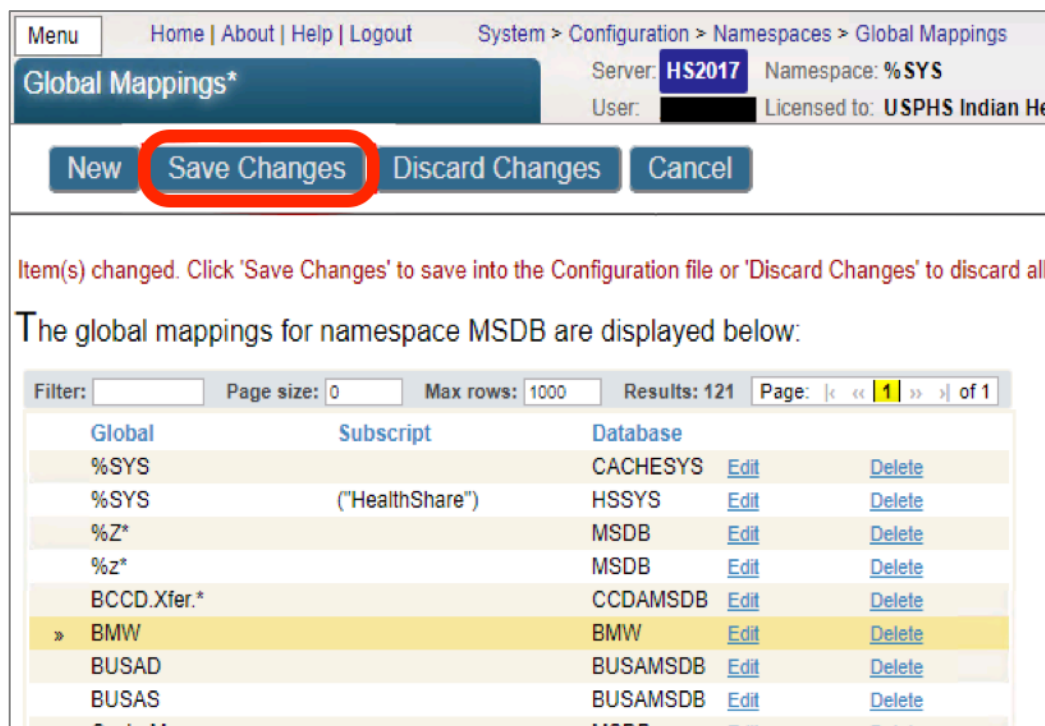 Menu Home | About | Help | Logout System > Configuration > Namespaces > Global Mappings
Global Mappings*
Server: HS2017 Namespace: %SYS
User: Licensed to: USPHS Indian He
New Save Changes Discard Changes Cancel
Item(s) changed. Click 'Save Changes' to save into the Configuration file or 'Discard Changes' to discard all
The global mappings for namespace MSDB are displayed below:
Filter: Page size: 0 Max rows: 1000 Results: 121 Page: |‹ ‹‹ 1 ›› ›| of 1
Global Subscript Database
%SYS CACHESYS Edit Delete
%SYS ("HealthShare") HSSYS Edit Delete
%Z* MSDB Edit Delete
%z* MSDB Edit Delete
BCCD.Xfer.* CCDAMSDB Edit Delete
» BMW BMW Edit Delete
BUSAD BUSAMSDB Edit Delete
BUSAS BUSAMSDB Edit Delete